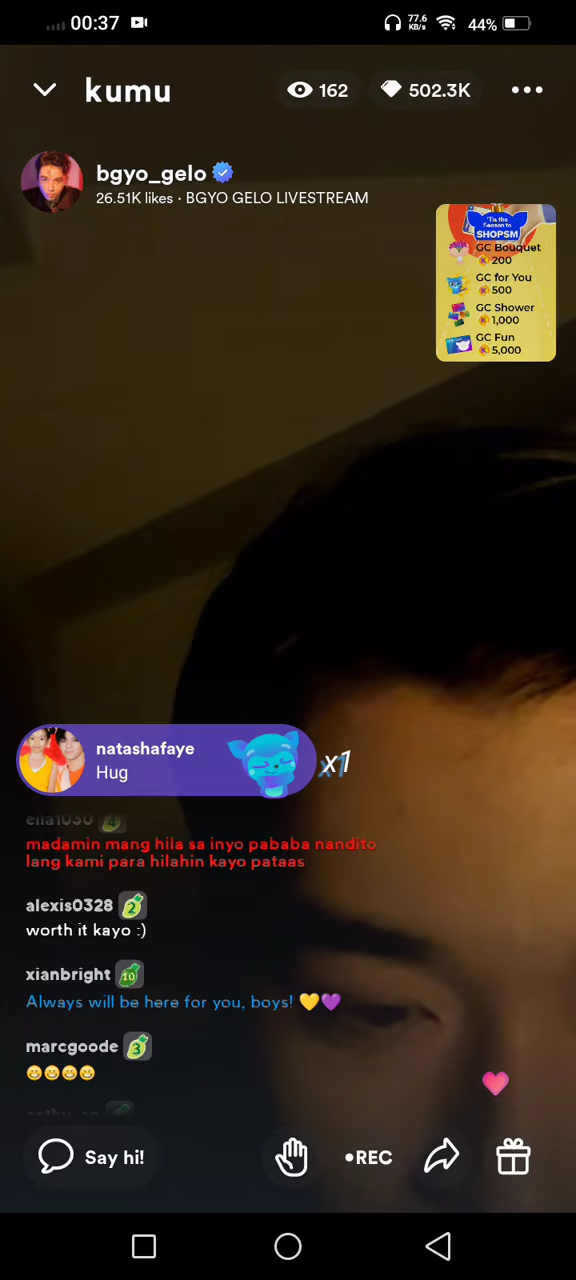 00:37
77.6
KB/s
44%
kumu
162
502.3K
bgyo_gelo
26.51K likes · BGYO GELO LIVESTREAM
'Tis the
Season to
SHOPSM
GC Bouquet
200
GC for You
500
GC Shower
1,000
GC Fun
5,000
natashafaye
Hug
x1
ella1030 4
madamin mang hila sa inyo pababa nandito
lang kami para hilahin kayo pataas
alexis0328 2
worth it kayo :)
xianbright 10
Always will be here for you, boys! 💛💜
marcgoode 3
😁😁😁😁
Say hi!
•REC